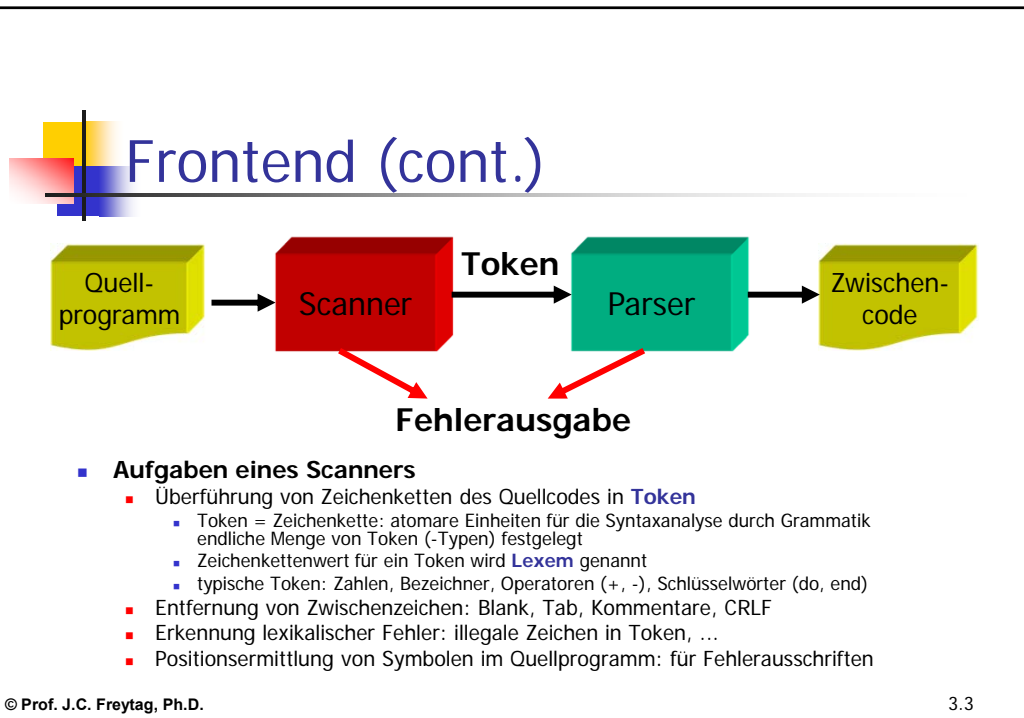 Frontend (cont.)
Quell-
programm
Scanner
Token
Parser
Zwischen-
code
Fehlerausgabe
Aufgaben eines Scanners
Überführung von Zeichenketten des Quellcodes in Token
Token = Zeichenkette: atomare Einheiten für die Syntaxanalyse durch Grammatik
endliche Menge von Token (-Typen) festgelegt
Zeichenkettenwert für ein Token wird Lexem genannt
typische Token: Zahlen, Bezeichner, Operatoren (+, -), Schlüsselwörter (do, end)
Entfernung von Zwischenzeichen: Blank, Tab, Kommentare, CRLF
Erkennung lexikalischer Fehler: illegale Zeichen in Token, ...
Positionsermittlung von Symbolen im Quellprogramm: für Fehlerausschriften
© Prof. J.C. Freytag, Ph.D.
3.3